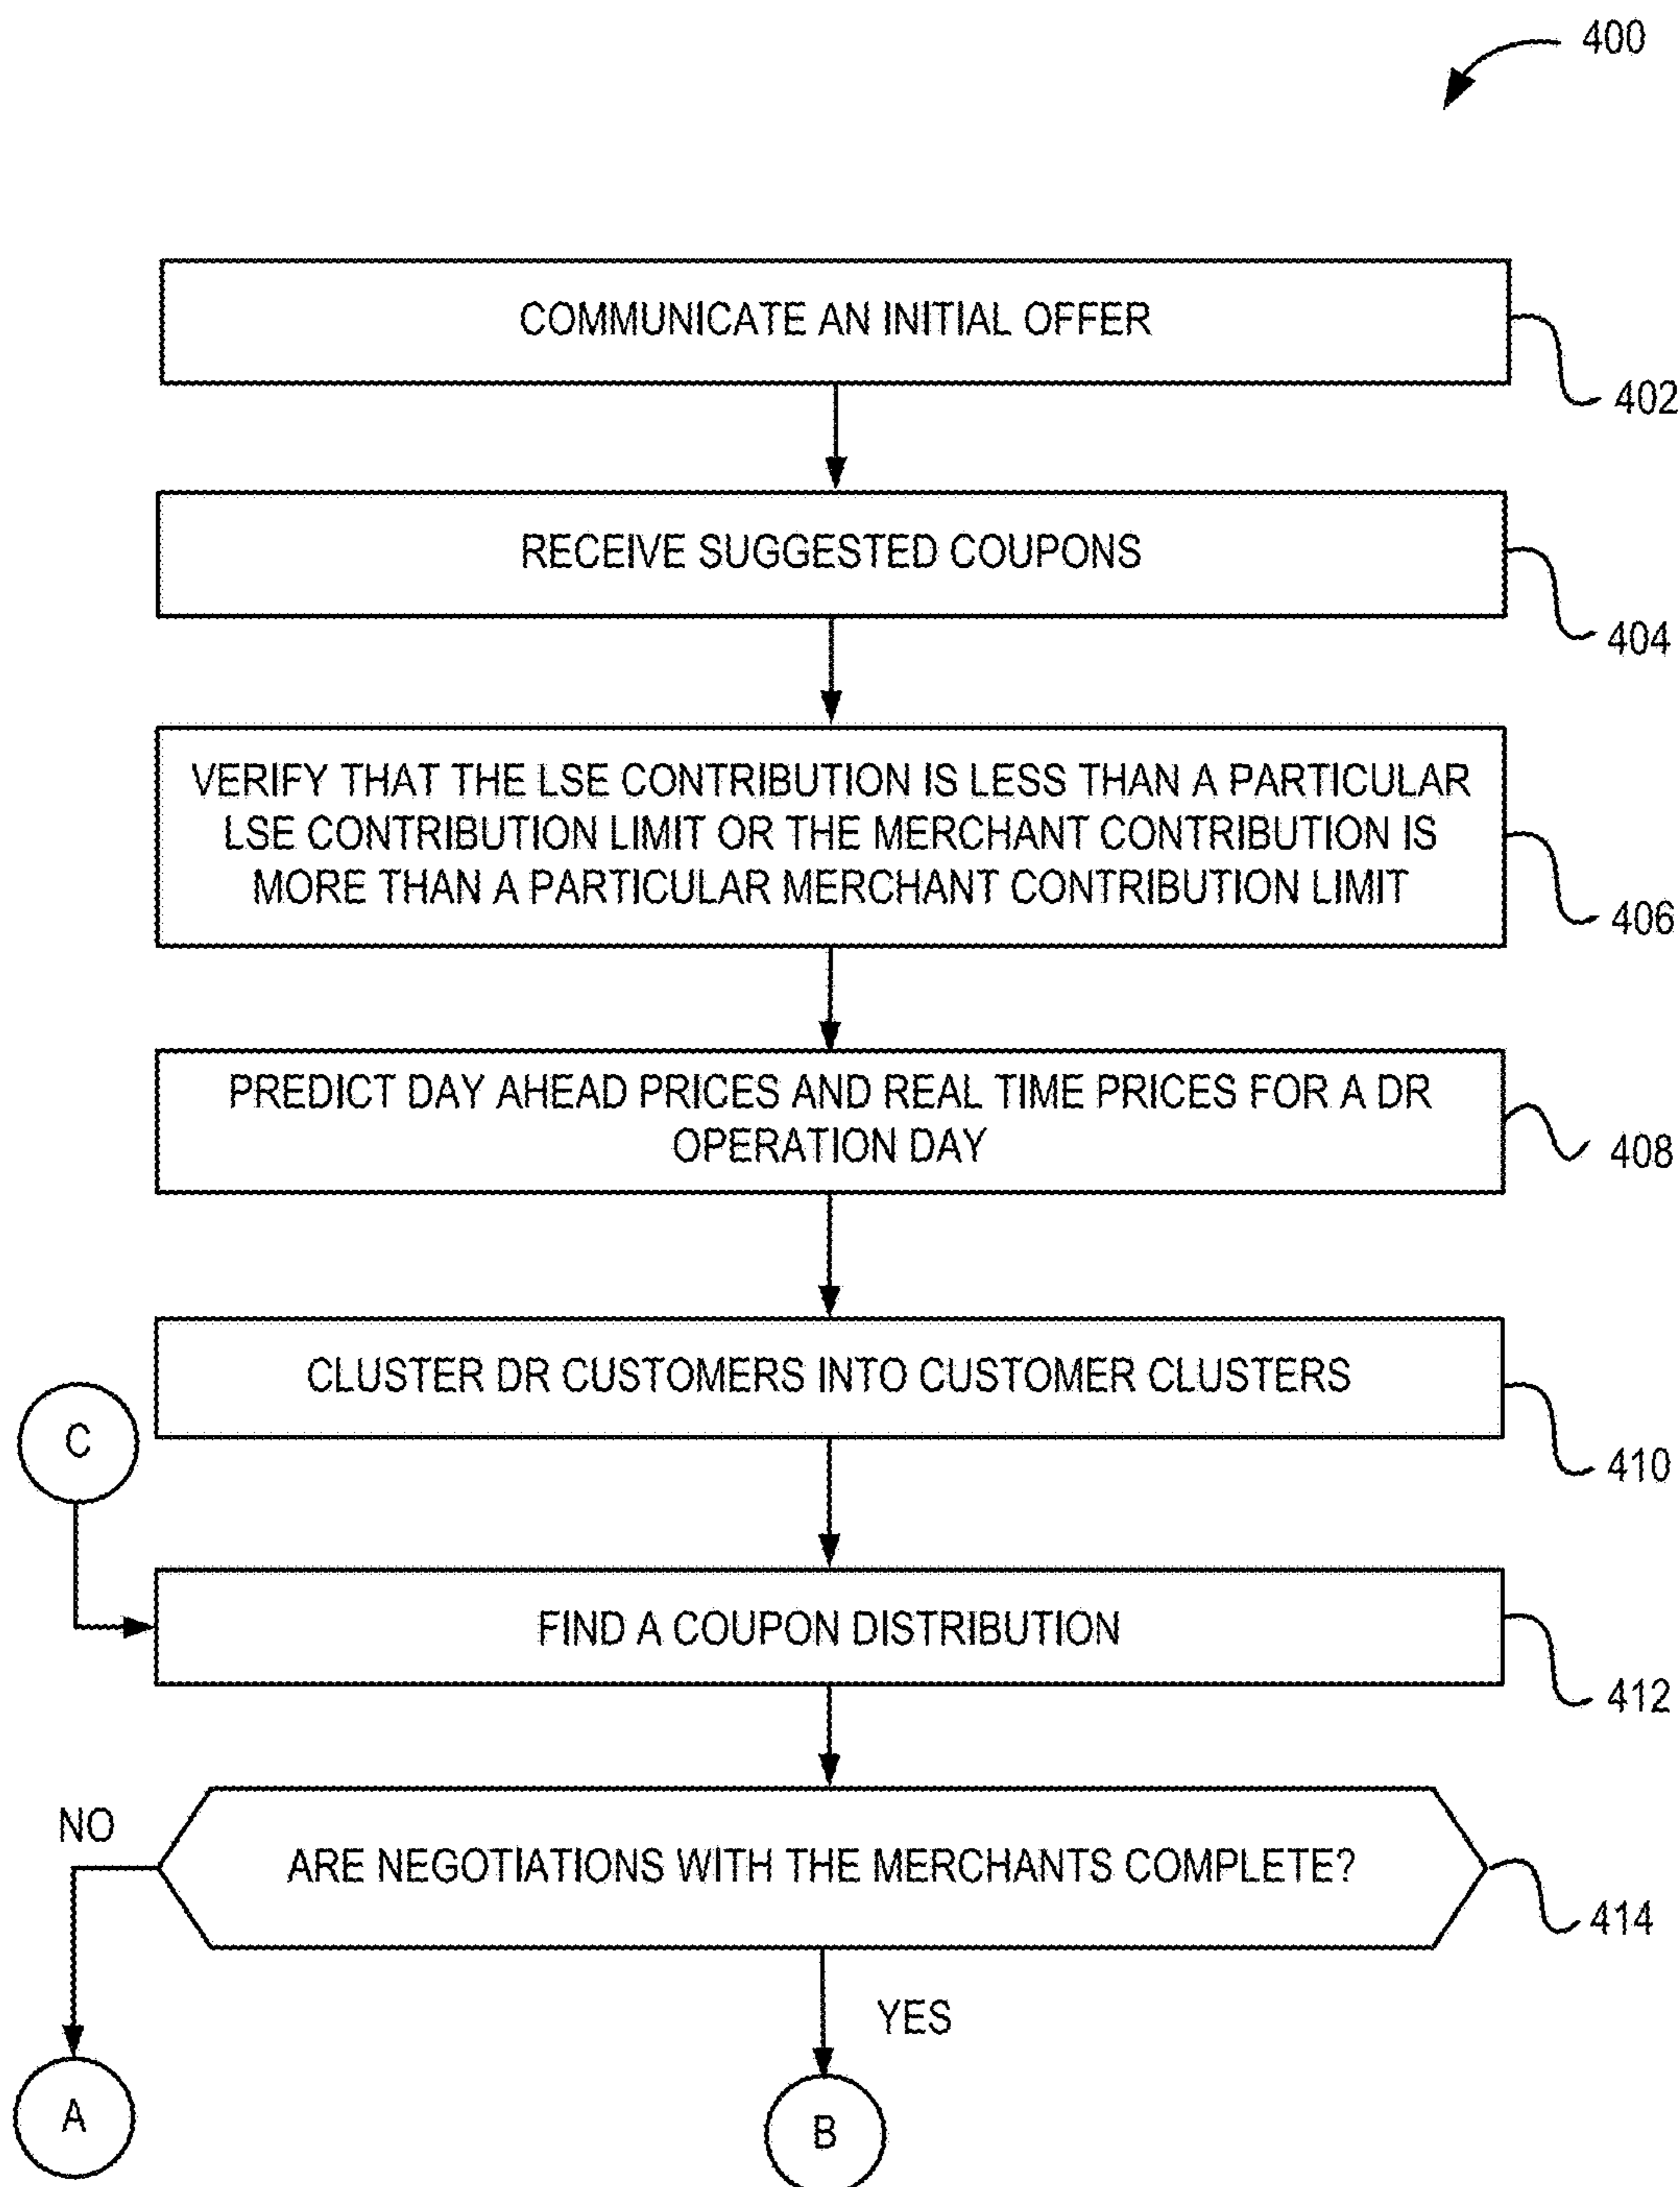 400
COMMUNICATE AN INITIAL OFFER
402
RECEIVE SUGGESTED COUPONS
404
VERIFY THAT THE LSE CONTRIBUTION IS LESS THAN A PARTICULAR
LSE CONTRIBUTION LIMIT OR THE MERCHANT CONTRIBUTION IS
MORE THAN A PARTICULAR MERCHANT CONTRIBUTION LIMIT
406
PREDICT DAY AHEAD PRICES AND REAL TIME PRICES FOR A DR
OPERATION DAY
408
CLUSTER DR CUSTOMERS INTO CUSTOMER CLUSTERS
410
C
FIND A COUPON DISTRIBUTION
412
NO
ARE NEGOTIATIONS WITH THE MERCHANTS COMPLETE?
414
YES
A
B